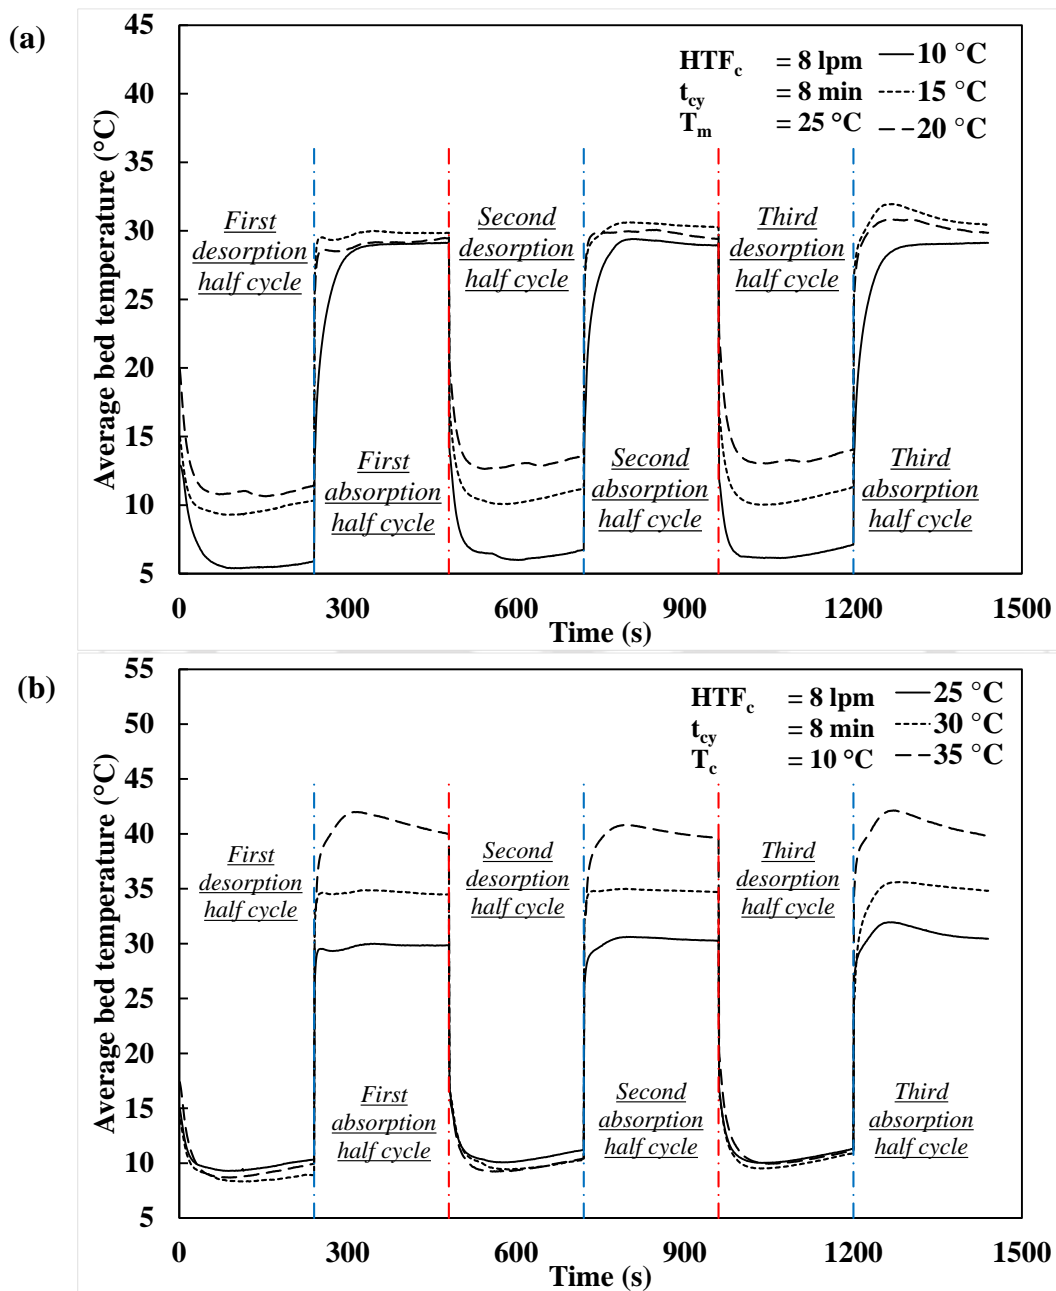 (a)
Average bed temperature (°C)
45
40
35
30
25
20
15
10
5
HTFc = 8 lpm
tcy = 8 min
Tm = 25 °C
10 °C
15 °C
20 °C
First
desorption
half cycle
Second
desorption
half cycle
Third
desorption
half cycle
First
absorption
half cycle
Second
absorption
half cycle
Third
absorption
half cycle
0 300 600 900 1200 1500
Time (s)
(b)
Average bed temperature (°C)
55
50
45
40
35
30
25
20
15
10
5
HTFc = 8 lpm
tcy = 8 min
Tc = 10 °C
25 °C
30 °C
35 °C
First
desorption
half cycle
Second
desorption
half cycle
Third
desorption
half cycle
First
absorption
half cycle
Second
absorption
half cycle
Third
absorption
half cycle
0 300 600 900 1200 1500
Time (s)